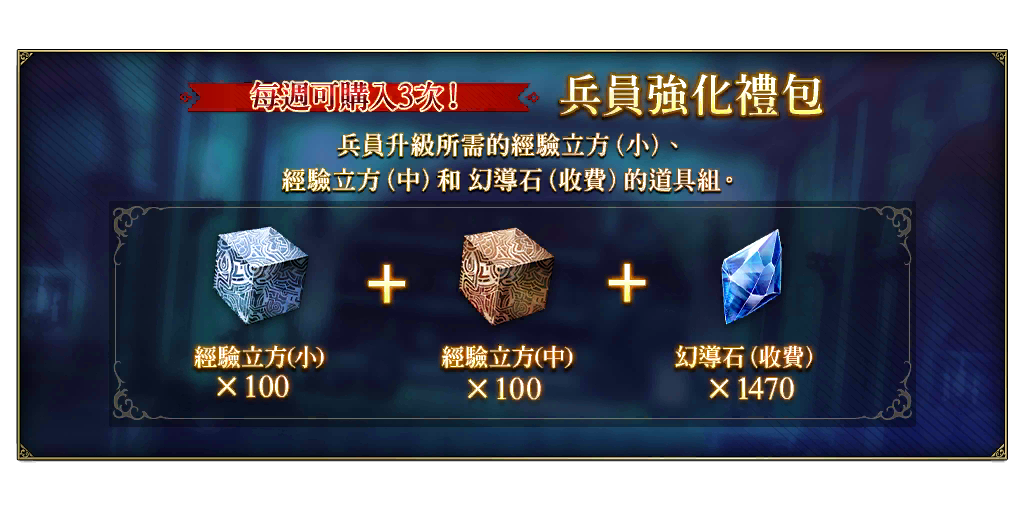 每週可購入3次！
兵員強化禮包
兵員升級所需的經驗立方（小）、
經驗立方（中）和 幻導石（收費）的道具組。
+
+
經驗立方(小)
×100
經驗立方(中)
×100
幻導石（收費）
×1470